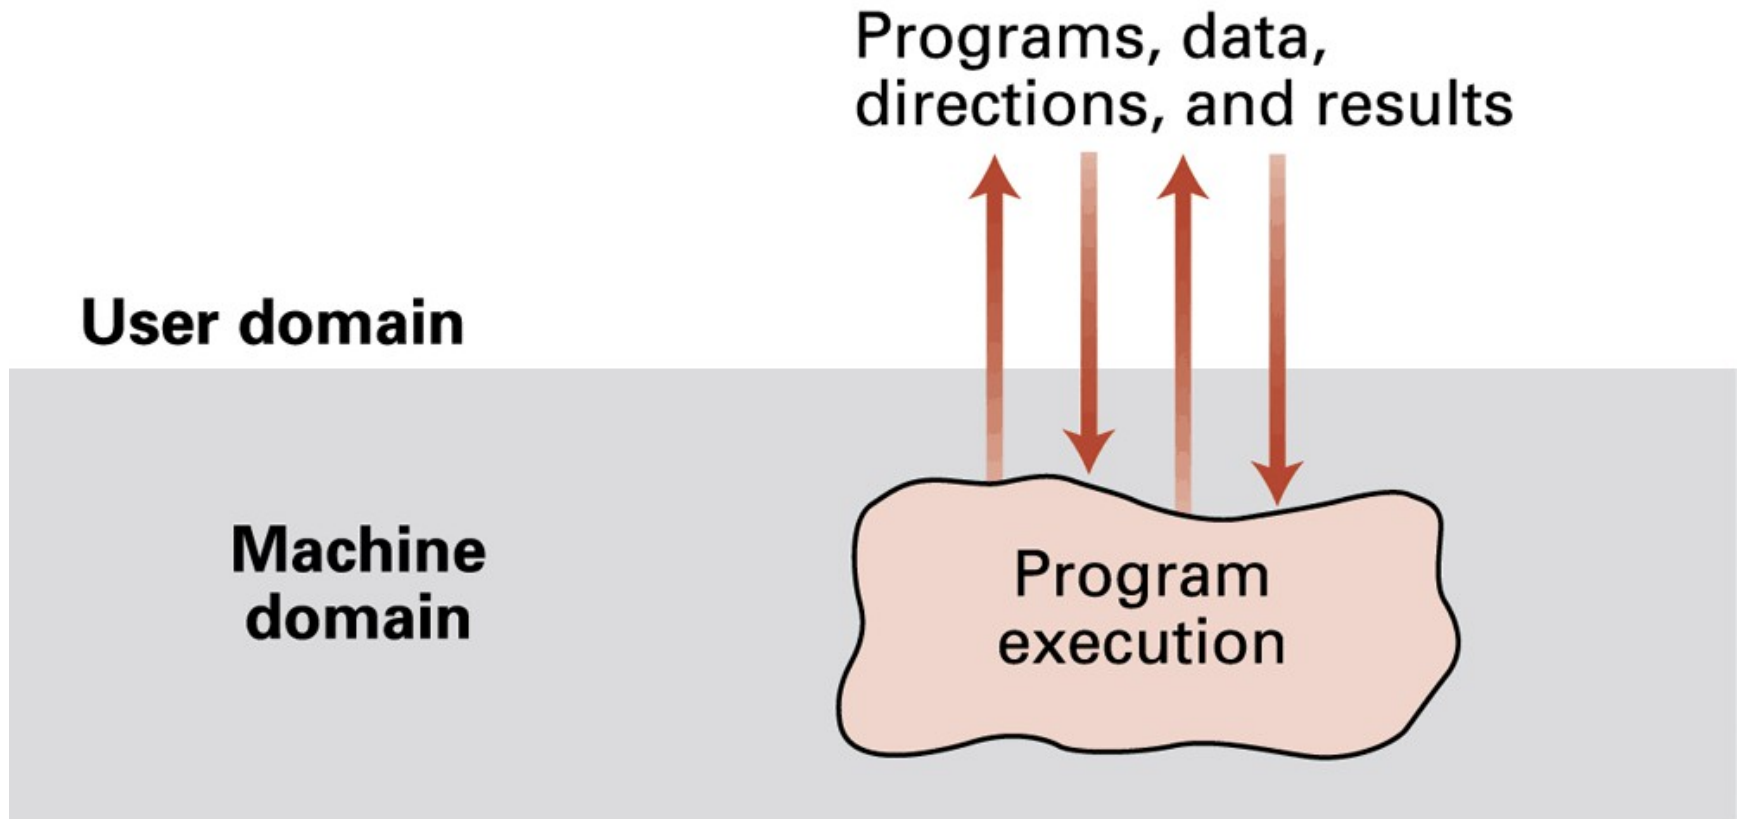 Programs, data,
directions, and results
User domain
Machine
domain
Program
execution